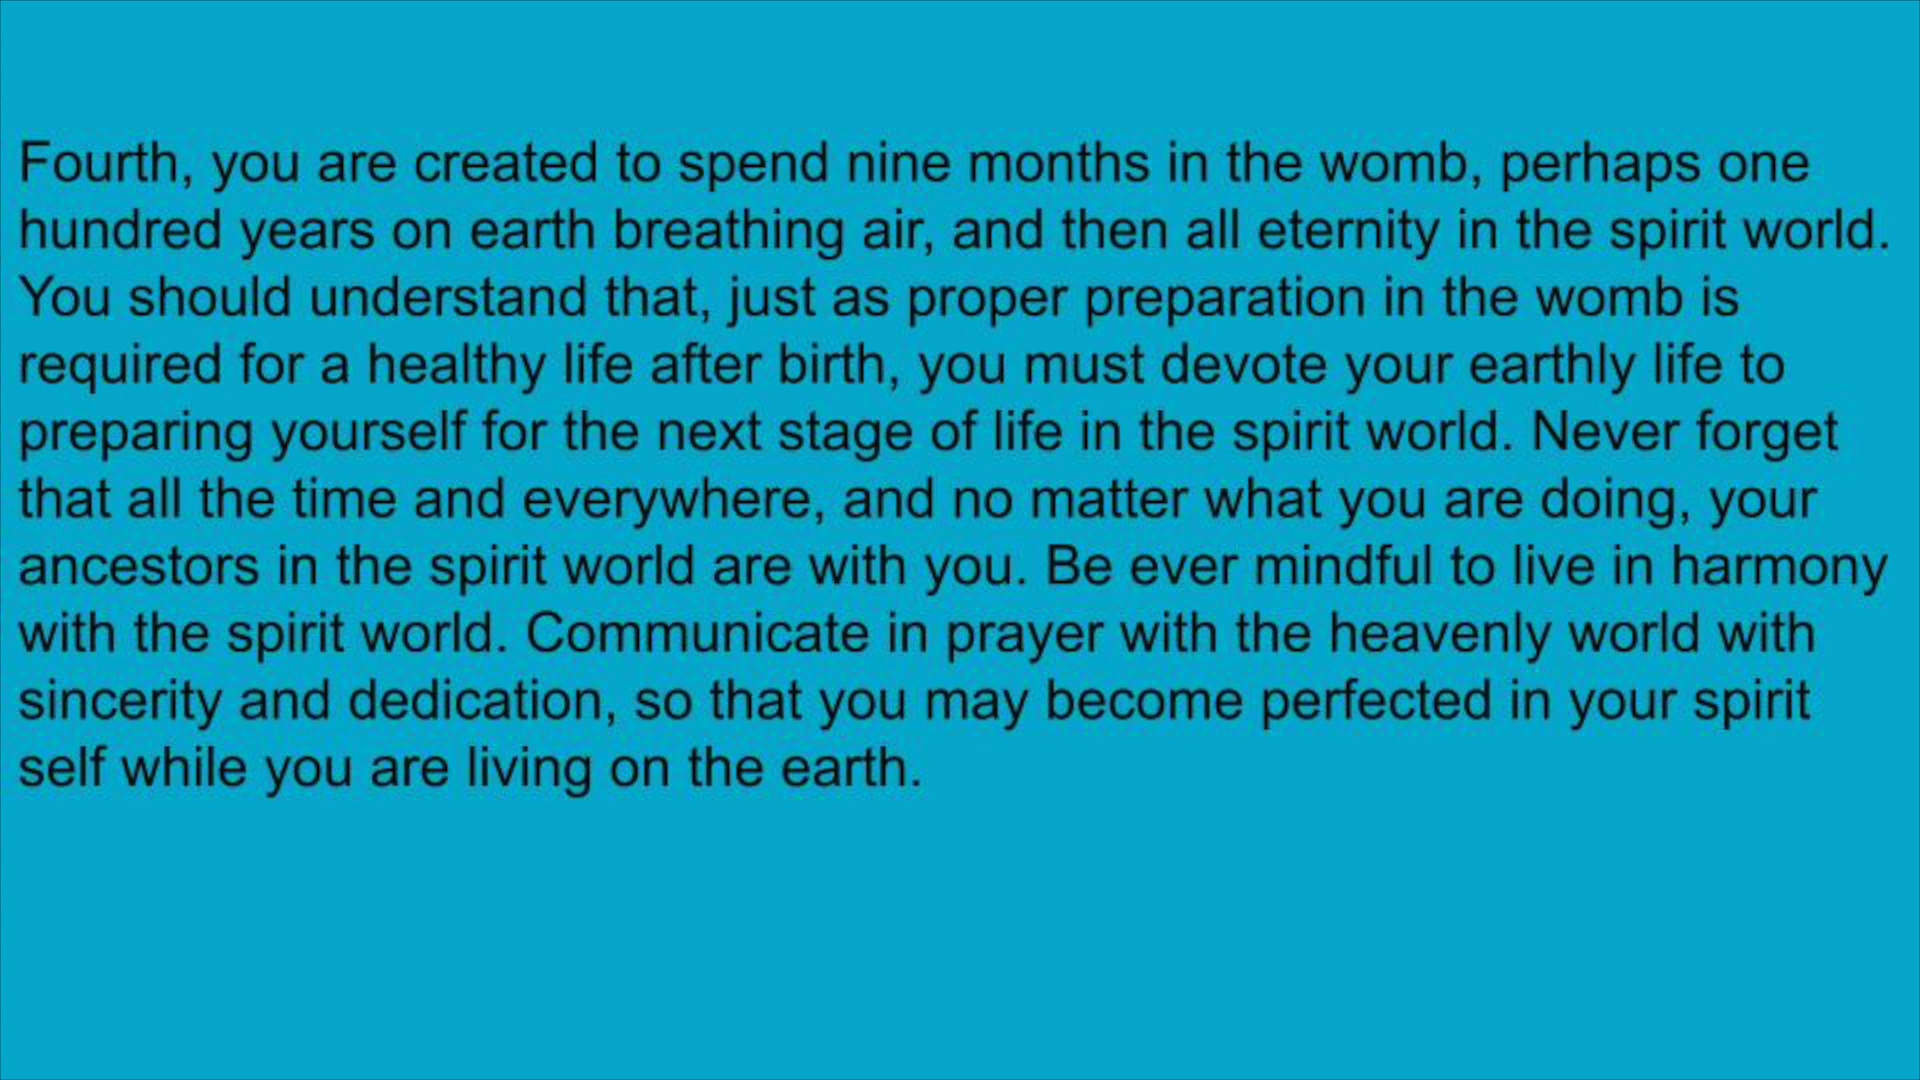 Fourth, you are created to spend nine months in the womb, perhaps one
hundred years on earth breathing air, and then all eternity in the spirit world.
You should understand that, just as proper preparation in the womb is
required for a healthy life after birth, you must devote your earthly life to
preparing yourself for the next stage of life in the spirit world. Never forget
that all the time and everywhere, and no matter what you are doing, your
ancestors in the spirit world are with you. Be ever mindful to live in harmony
with the spirit world. Communicate in prayer with the heavenly world with
sincerity and dedication, so that you may become perfected in your spirit
self while you are living on the earth.